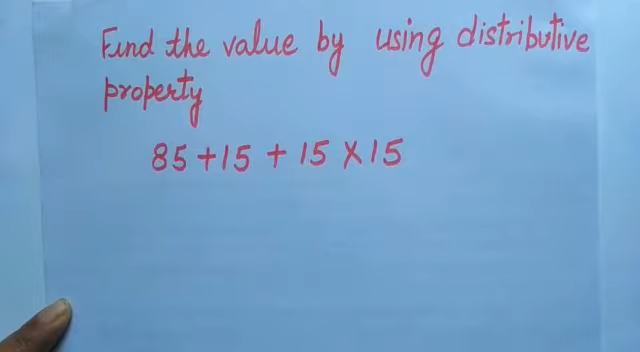 Find the value by using distributive
property
85 + 15 + 15 × 15